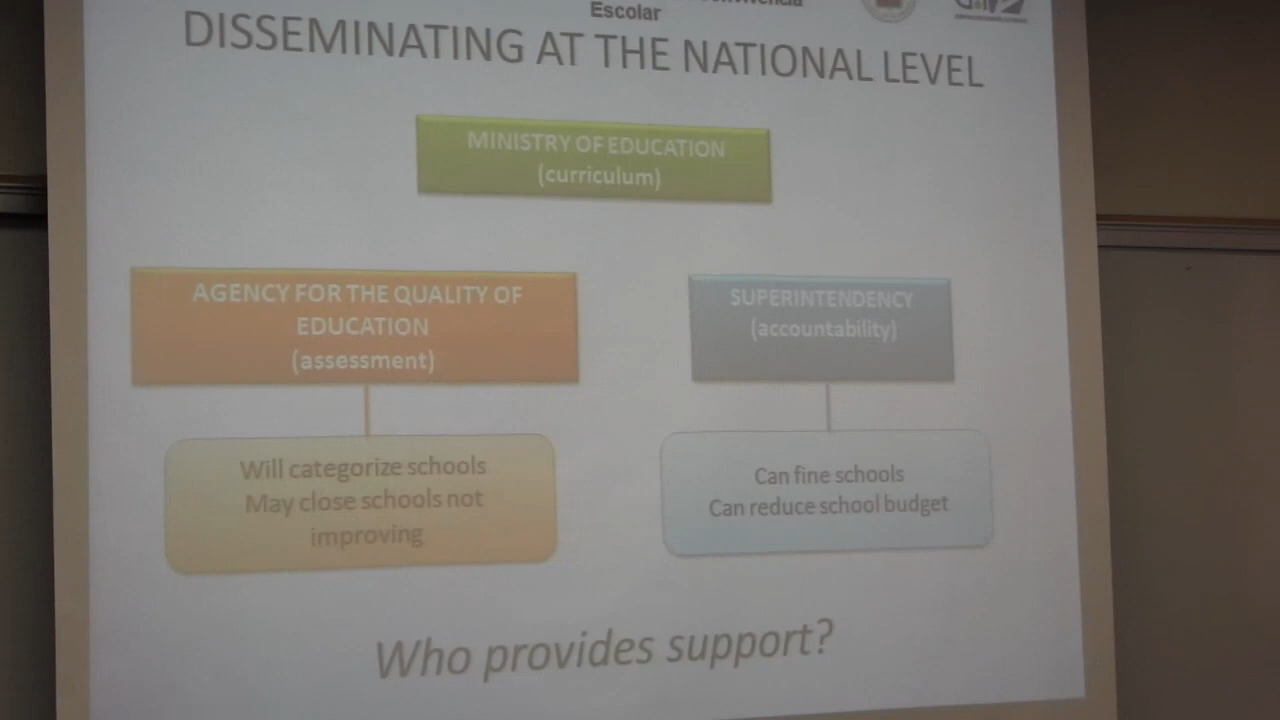 Escolar
DISSEMINATING AT THE NATIONAL LEVEL
MINISTRY OF EDUCATION
(curriculum)
AGENCY FOR THE QUALITY OF
EDUCATION
(assessment)
SUPERINTENDENCY
(accountability)
Will categorize schools
May close schools not
improving
Can fine schools
Can reduce school budget
Who provides support?